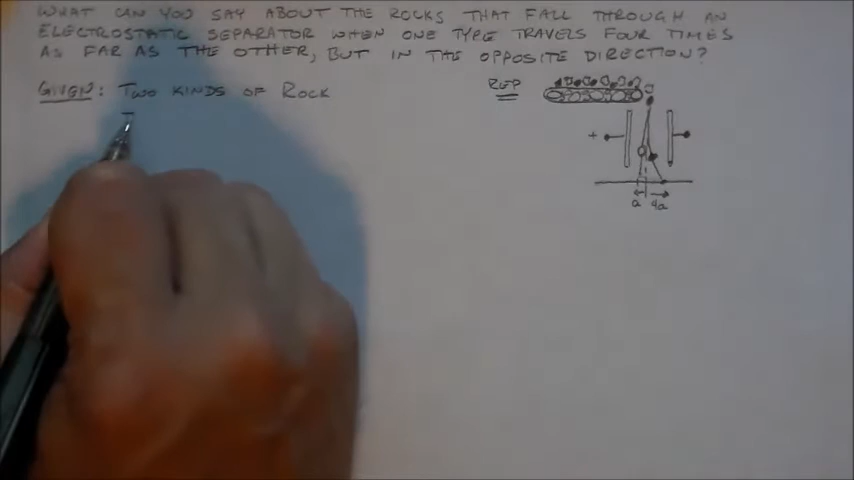 WHAT CAN YOU SAY ABOUT THE ROCKS THAT FALL THROUGH AN
ELECTROSTATIC SEPARATOR WHEN ONE TYPE TRAVELS FOUR TIMES
AS FAR AS THE OTHER, BUT IN THE OPPOSITE DIRECTION?
GIVEN: TWO KINDS OF ROCK
REP
+ -
a 4a